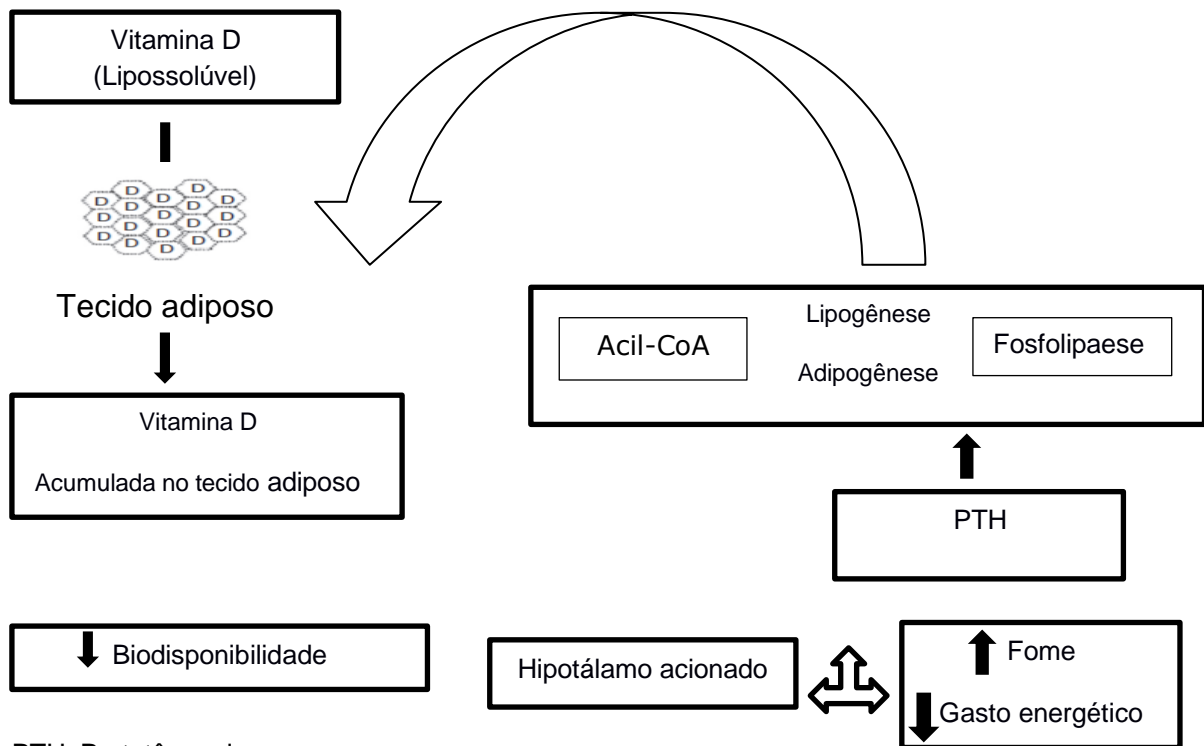 Vitamina D
(Lipossolúvel)
D D D D D D D D D D D D D D D D
Tecido adiposo
Vitamina D
Acumulada no tecido adiposo
Biodisponibilidade
Lipogênese
Acil-CoA
Fosfolipaese
Adipogênese
PTH
Hipotálamo acionado
Fome
Gasto energético